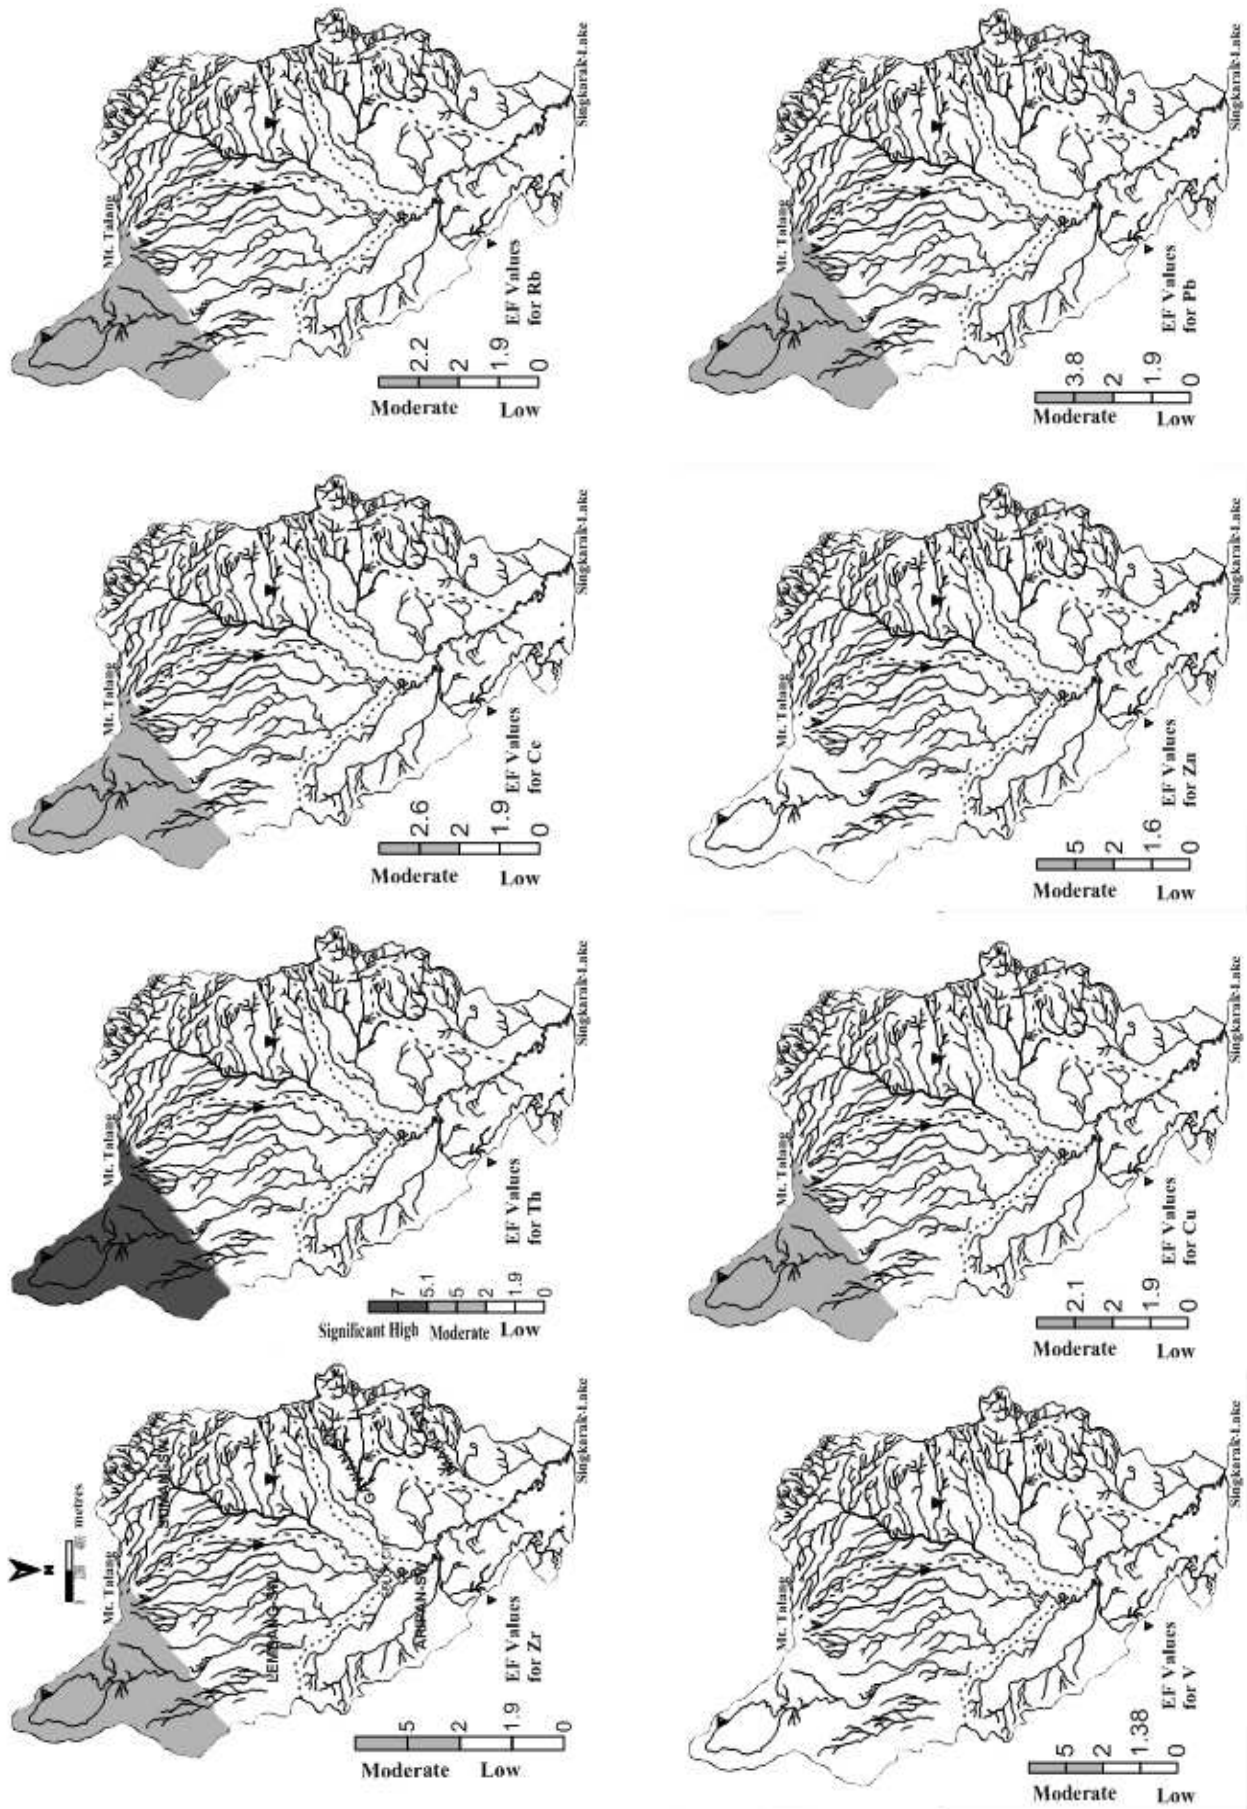 Mt. Talang
Singkarak-Lake
EF Values
for Rb
2.2
2
1.9
0
Moderate
Low
Mt. Talang
Singkarak-Lake
EF Values
for Pb
3.8
2
1.9
0
Moderate
Low
Mt. Talang
Singkarak-Lake
EF Values
for Ce
2.6
2
1.9
0
Moderate
Low
Mt. Talang
Singkarak-Lake
EF Values
for Zn
5
2
1.6
0
Moderate
Low
Mt. Talang
Singkarak-Lake
EF Values
for Th
7
5.1
5
2
1.9
0
Significant High
Moderate
Low
Mt. Talang
Singkarak-Lake
EF Values
for Cu
2.1
2
1.9
0
Moderate
Low
N
metres
Mt. Talang
SUMANI-SW
LEMBANG-SW
ARIPAN-SW
Singkarak-Lake
EF Values
for Zr
5
2
1.9
0
Moderate
Low
Mt. Talang
Singkarak-Lake
EF Values
for V
5
2
1.38
0
Moderate
Low